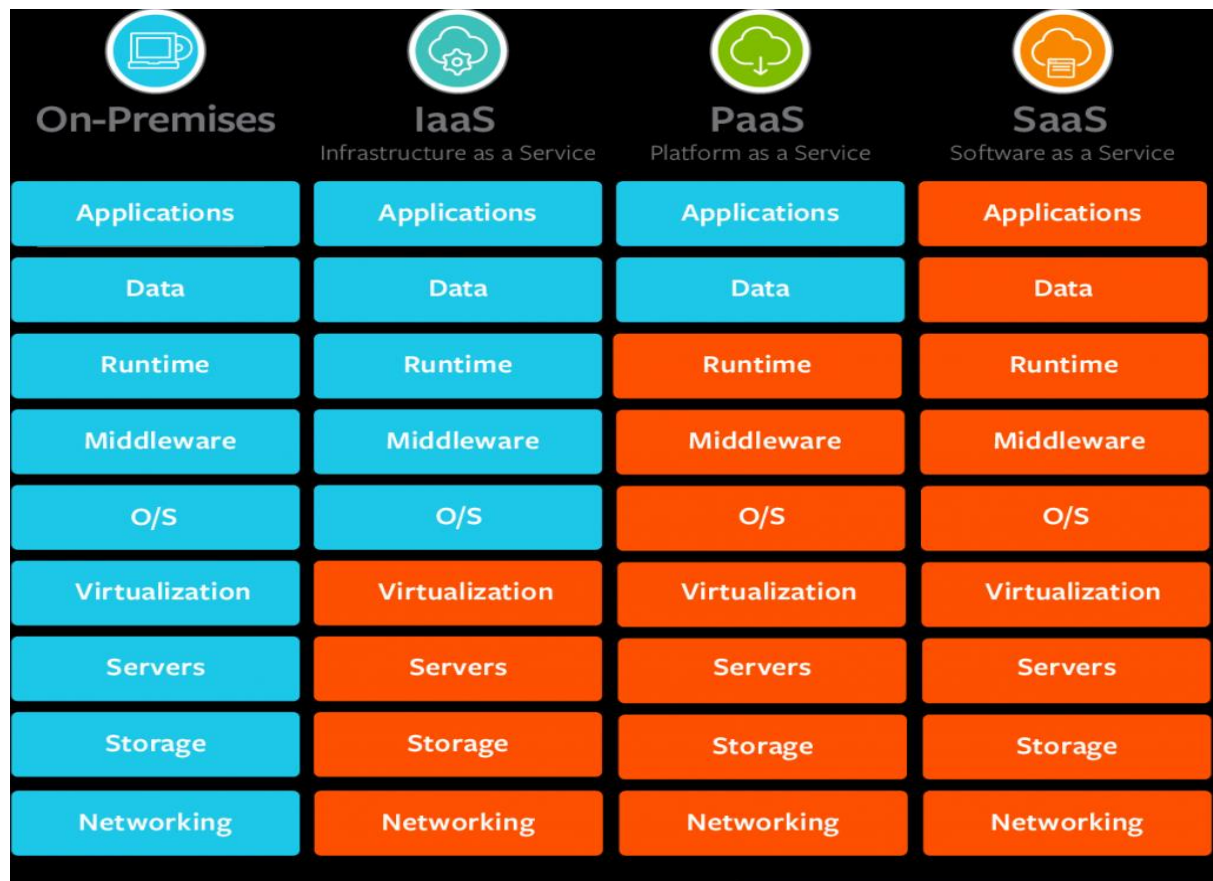 On-Premises IaaS PaaS SaaS
Infrastructure as a Service Platform as a Service Software as a Service
Applications Applications Applications Applications
Data Data Data Data
Runtime Runtime Runtime Runtime
Middleware Middleware Middleware Middleware
O/S O/S O/S O/S
Virtualization Virtualization Virtualization Virtualization
Servers Servers Servers Servers
Storage Storage Storage Storage
Networking Networking Networking Networking